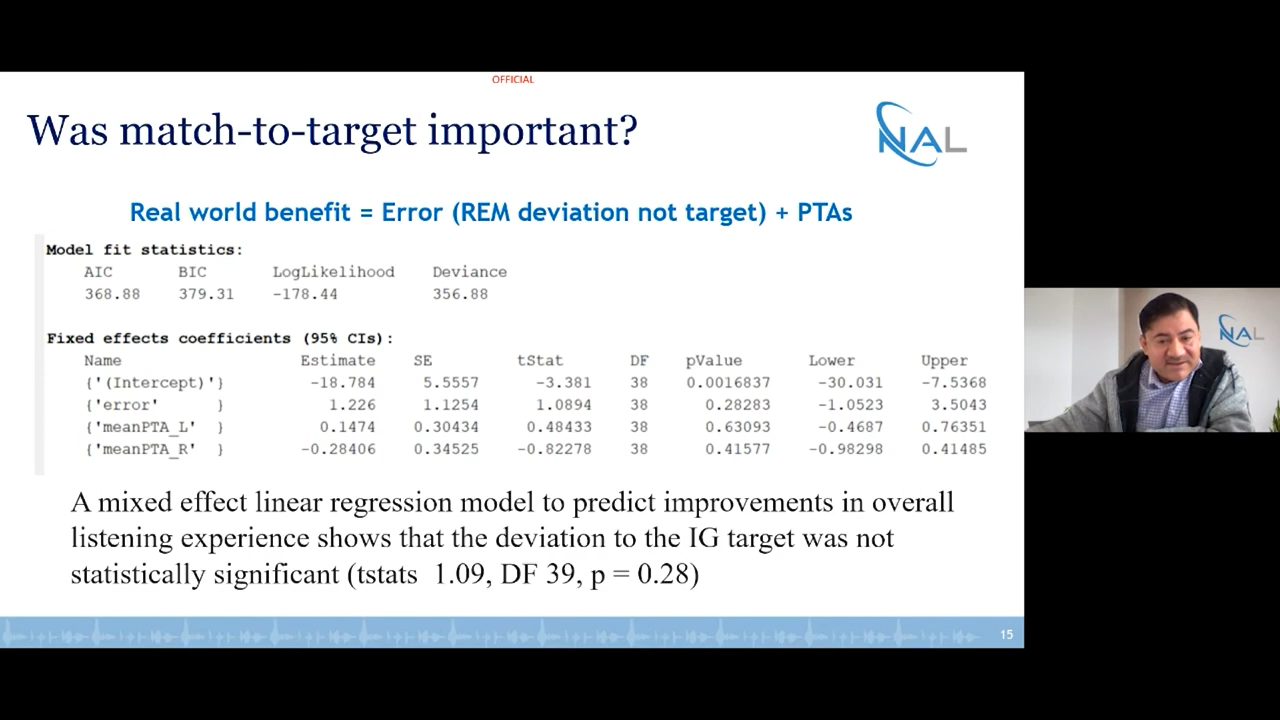 OFFICIAL
Was match-to-target important?
NAL
Real world benefit = Error (REM deviation not target) + PTAs
Model fit statistics:
AIC BIC LogLikelihood Deviance
368.88 379.31 -178.44 356.88
Fixed effects coefficients (95% CIs):
Name Estimate SE tStat DF pValue Lower Upper
{'(Intercept)'} -18.784 5.5557 -3.381 38 0.0016837 -30.031 -7.5368
{'error' } 1.226 1.1254 1.0894 38 0.28283 -1.0523 3.5043
{'meanPTA_L' } 0.1474 0.30434 0.48433 38 0.63093 -0.4687 0.76351
{'meanPTA_R' } -0.28406 0.34525 -0.82278 38 0.41577 -0.98298 0.41485
A mixed effect linear regression model to predict improvements in overall
listening experience shows that the deviation to the IG target was not
statistically significant (tstats 1.09, DF 39, p = 0.28)
15
NAL